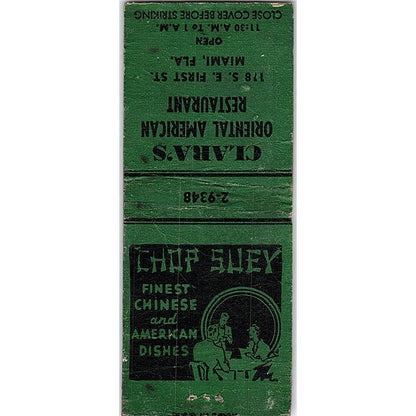 CLARA'S
ORIENTAL AMERICAN
RESTAURANT
178 S. E. FIRST ST.
MIAMI, FLA.
OPEN
11:30 A.M. TO 1 A.M.
CLOSE COVER BEFORE STRIKING
2-9348
CHOP SUEY
FINEST
CHINESE
and
AMERICAN
DISHES